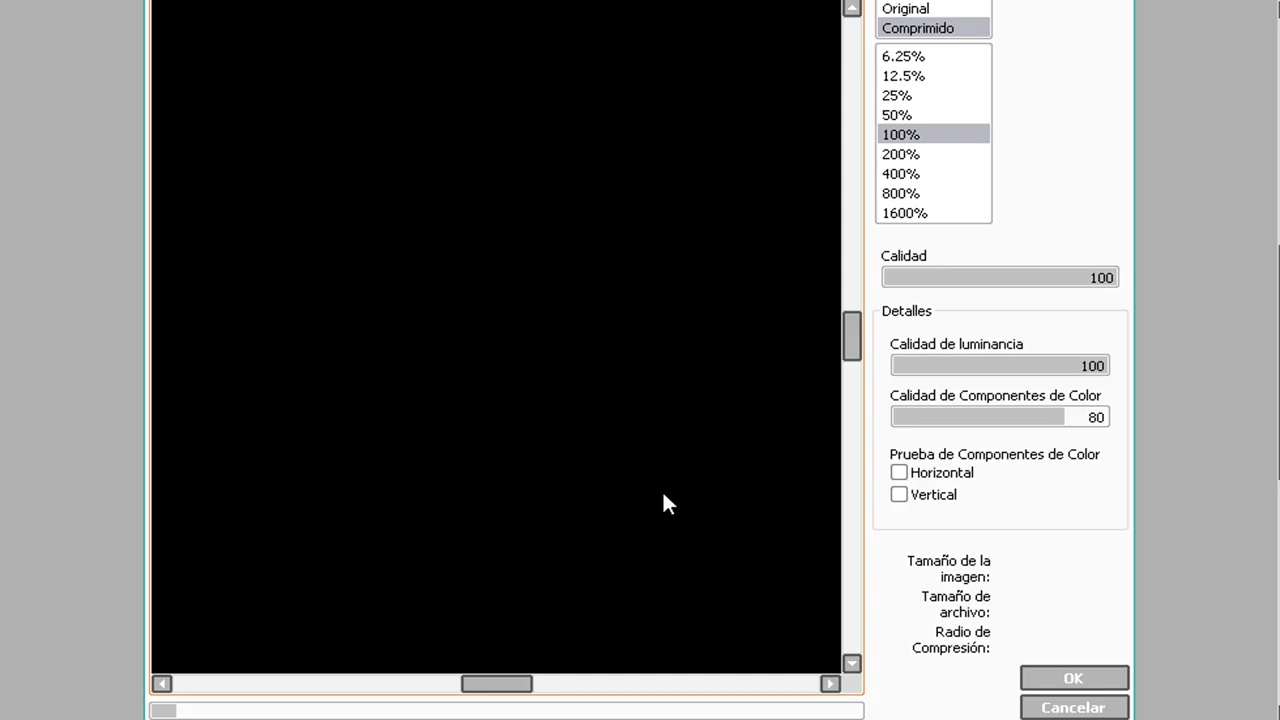 Original
Comprimido
6.25%
12.5%
25%
50%
100%
200%
400%
800%
1600%
Calidad
100
Detalles
Calidad de luminancia
100
Calidad de Componentes de Color
80
Prueba de Componentes de Color
Horizontal
Vertical
Tamaño de la
imagen:
Tamaño de
archivo:
Radio de
Compresión:
OK
Cancelar